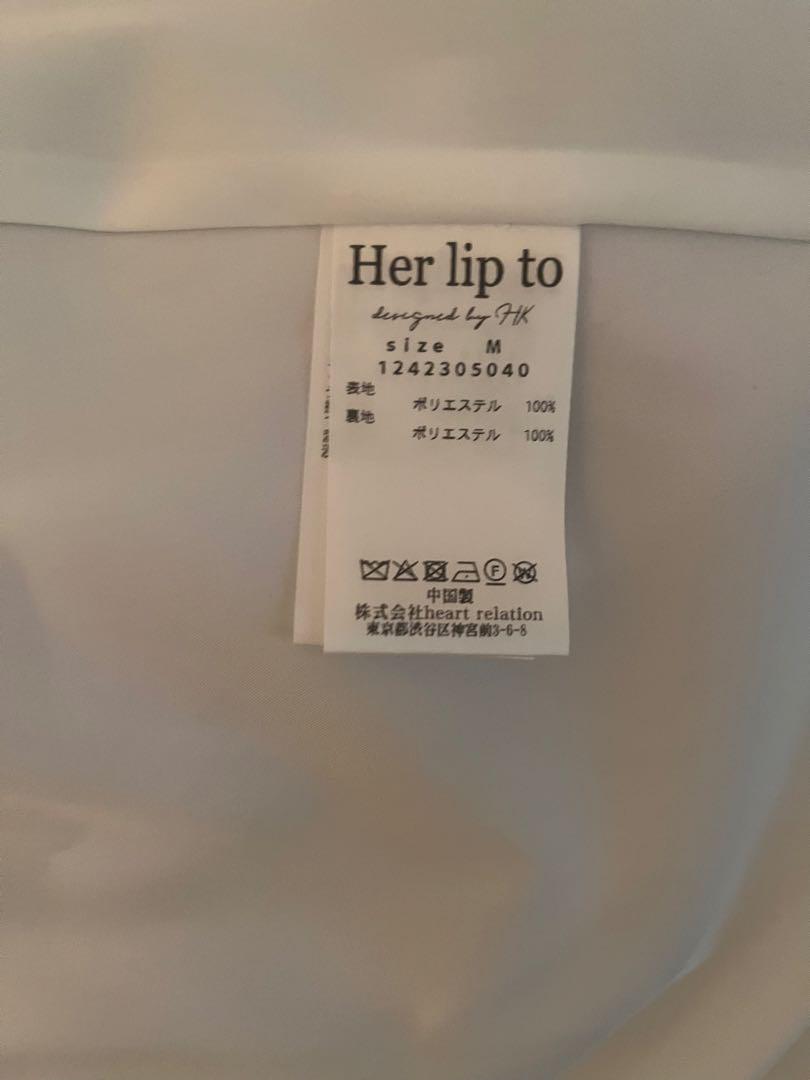 Her lip to
designed by HK
size M
1242305040
表地
ポリエステル 100%
裏地
ポリエステル 100%
中国製
株式会社heart relation
東京都渋谷区神宮前3-6-8